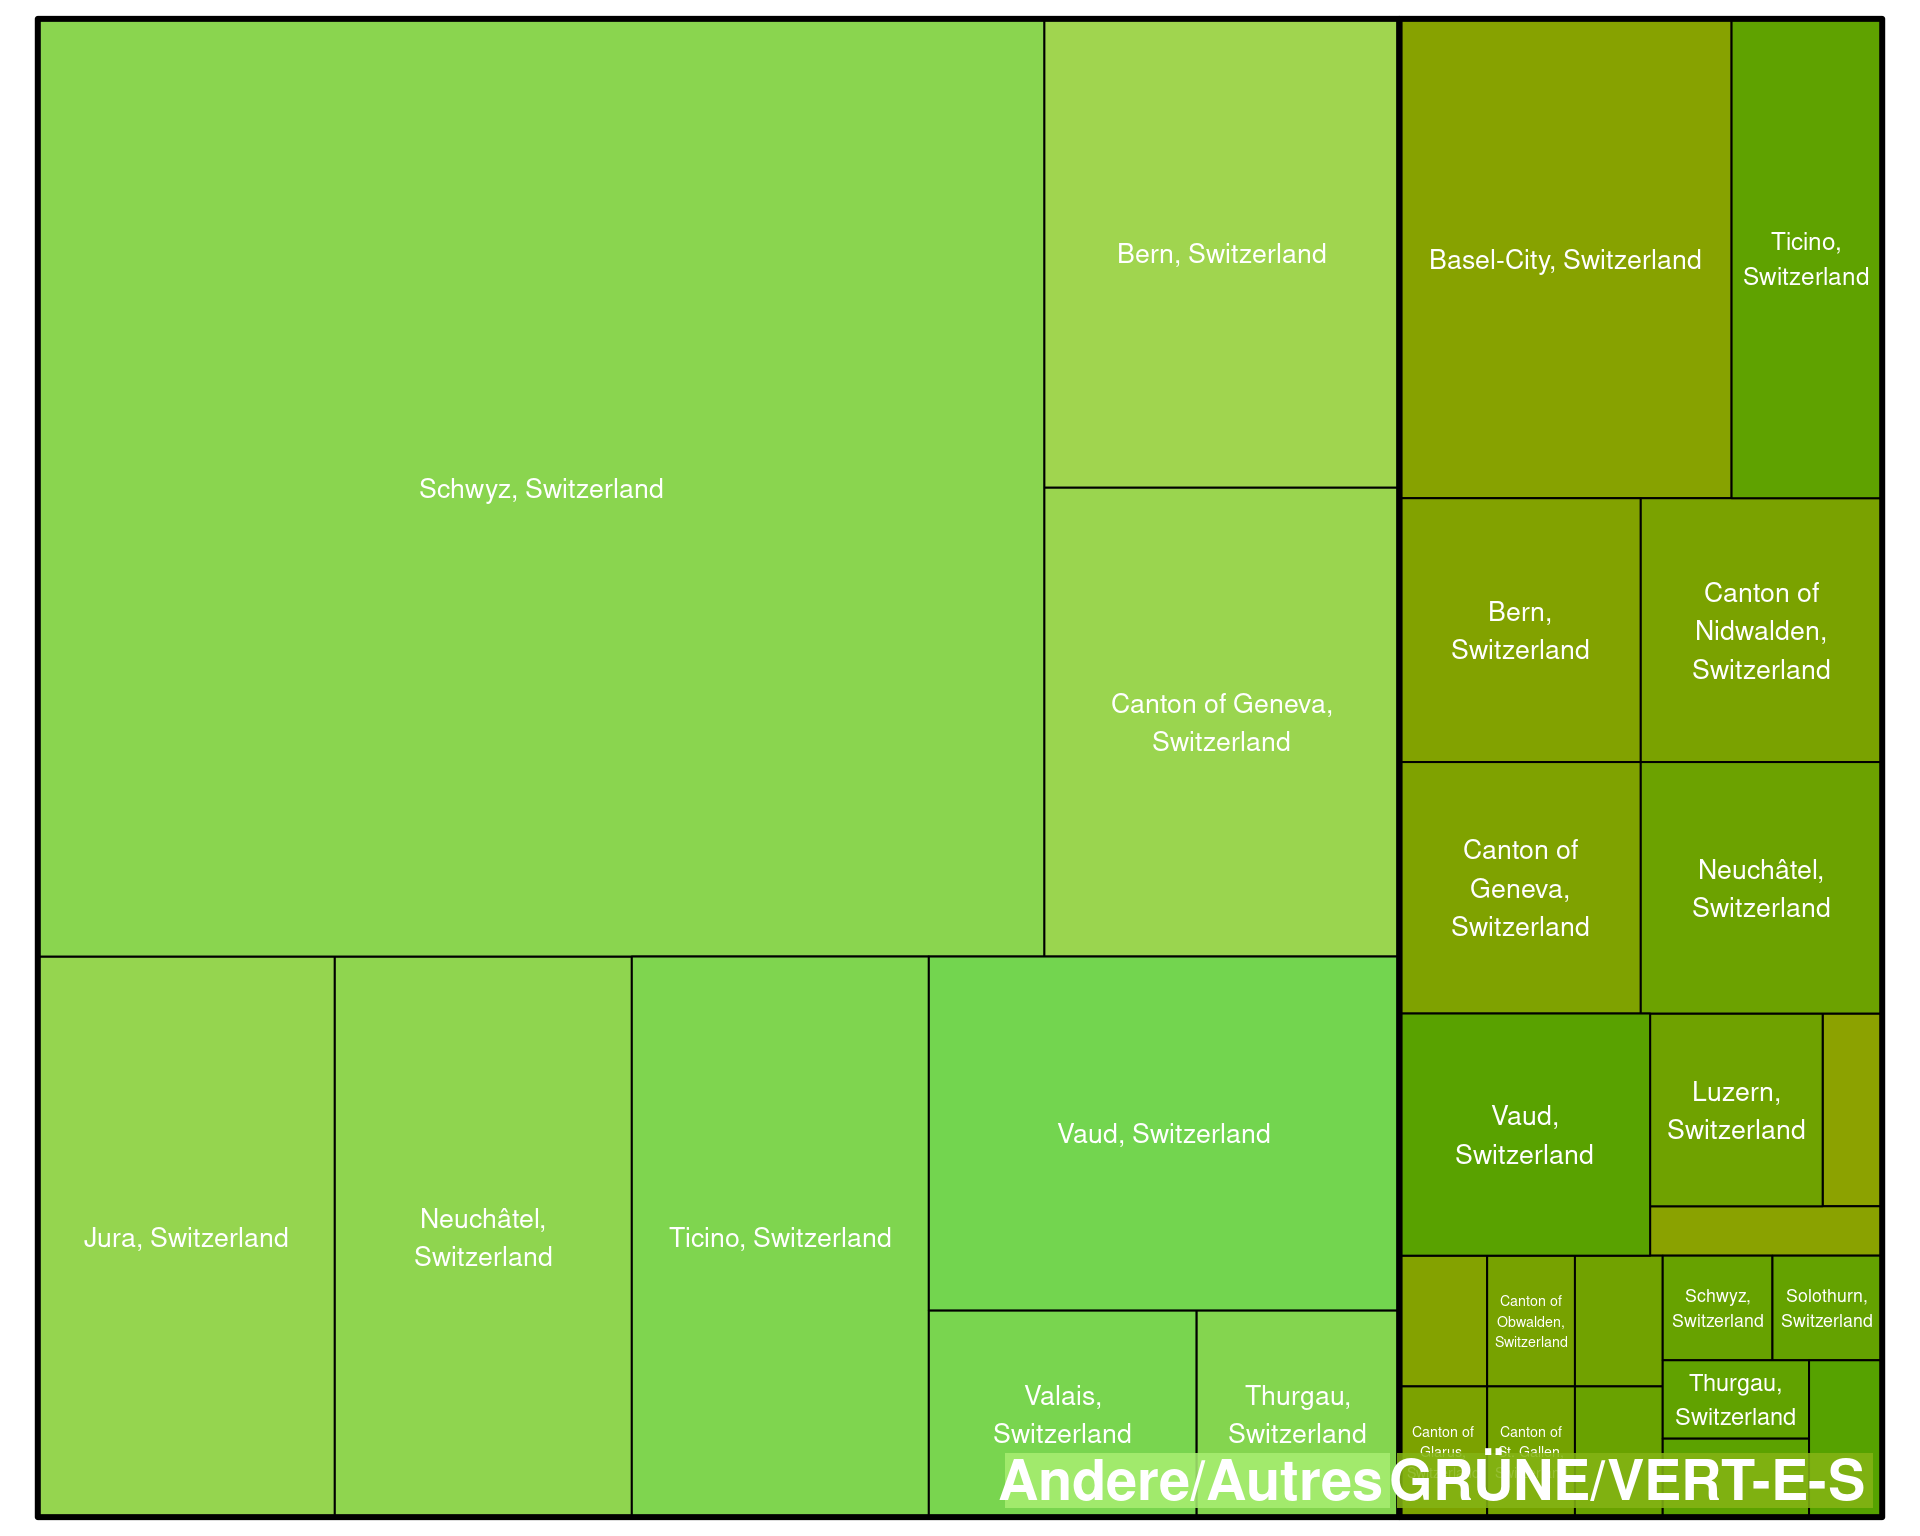 Schwyz, Switzerland
Bern, Switzerland
Canton of Geneva,
Switzerland
Jura, Switzerland
Neuchâtel,
Switzerland
Ticino, Switzerland
Vaud, Switzerland
Valais,
Switzerland
Thurgau,
Switzerland
Andere/Autres
Basel-City, Switzerland
Ticino,
Switzerland
Bern,
Switzerland
Canton of
Nidwalden,
Switzerland
Canton of
Geneva,
Switzerland
Neuchâtel,
Switzerland
Vaud,
Switzerland
Luzern,
Switzerland
Canton of
Obwalden,
Switzerland
Schwyz,
Switzerland
Solothurn,
Switzerland
Thurgau,
Switzerland
Canton of
Glarus,
Canton of
St. Gallen,
GRÜNE/VERT-E-S